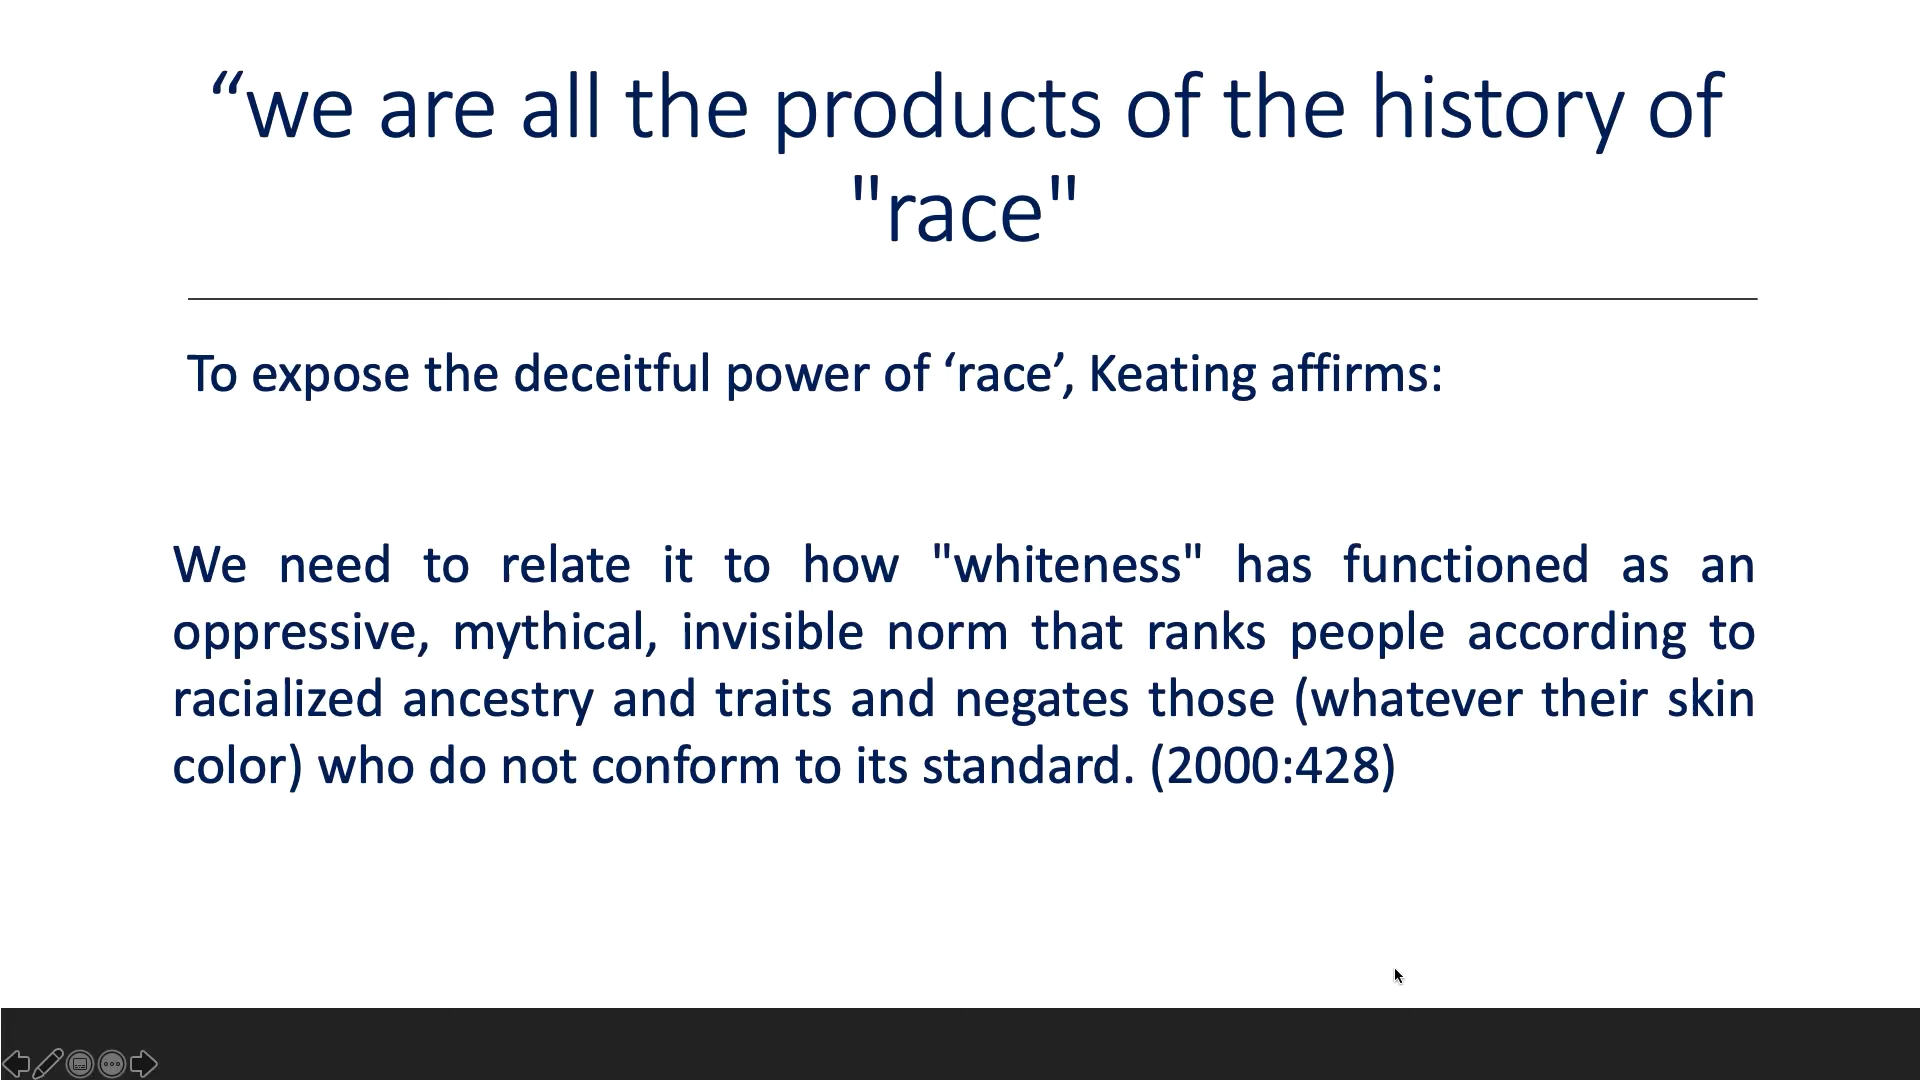 “we are all the products of the history of
"race"
To expose the deceitful power of ‘race’, Keating affirms:
We need to relate it to how "whiteness" has functioned as an
oppressive, mythical, invisible norm that ranks people according to
racialized ancestry and traits and negates those (whatever their skin
color) who do not conform to its standard. (2000:428)